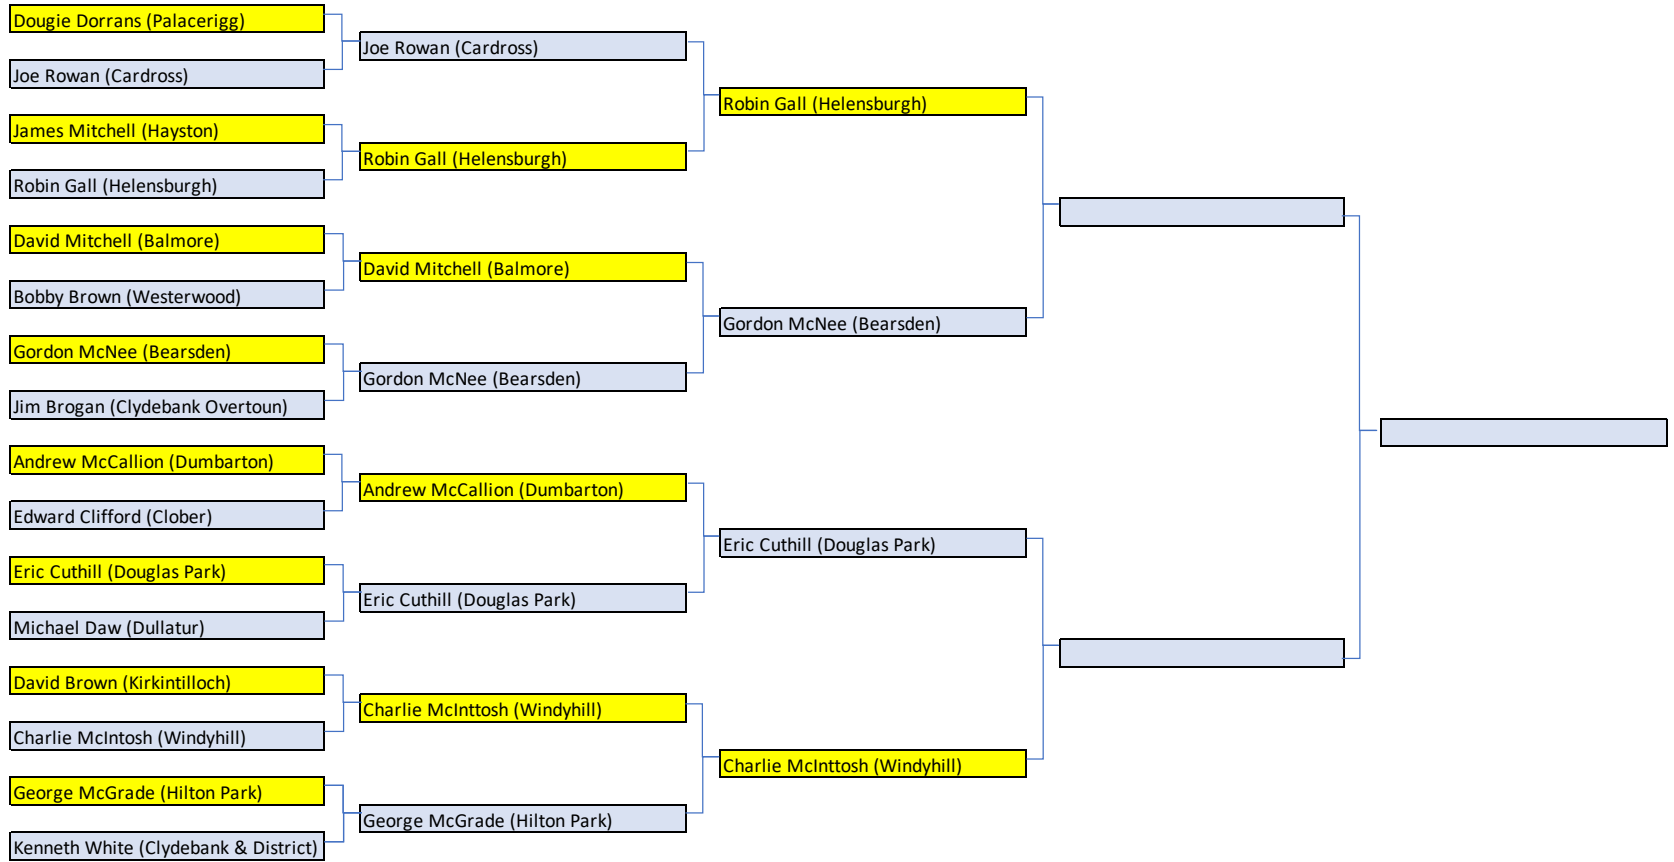 Dougie Dorrans (Palacerigg)
Joe Rowan (Cardross)
James Mitchell (Hayston)
Robin Gall (Helensburgh)
David Mitchell (Balmore)
Bobby Brown (Westerwood)
Gordon McNee (Bearsden)
Jim Brogan (Clydebank Overtoun)
Andrew McCallion (Dumbarton)
Edward Clifford (Clober)
Eric Cuthill (Douglas Park)
Michael Daw (Dullatur)
David Brown (Kirkintilloch)
Charlie McIntosh (Windyhill)
George McGrade (Hilton Park)
Kenneth White (Clydebank & District)
Joe Rowan (Cardross)
Robin Gall (Helensburgh)
David Mitchell (Balmore)
Gordon McNee (Bearsden)
Andrew McCallion (Dumbarton)
Eric Cuthill (Douglas Park)
Charlie McInttosh (Windyhill)
George McGrade (Hilton Park)
Robin Gall (Helensburgh)
Gordon McNee (Bearsden)
Eric Cuthill (Douglas Park)
Charlie McInttosh (Windyhill)